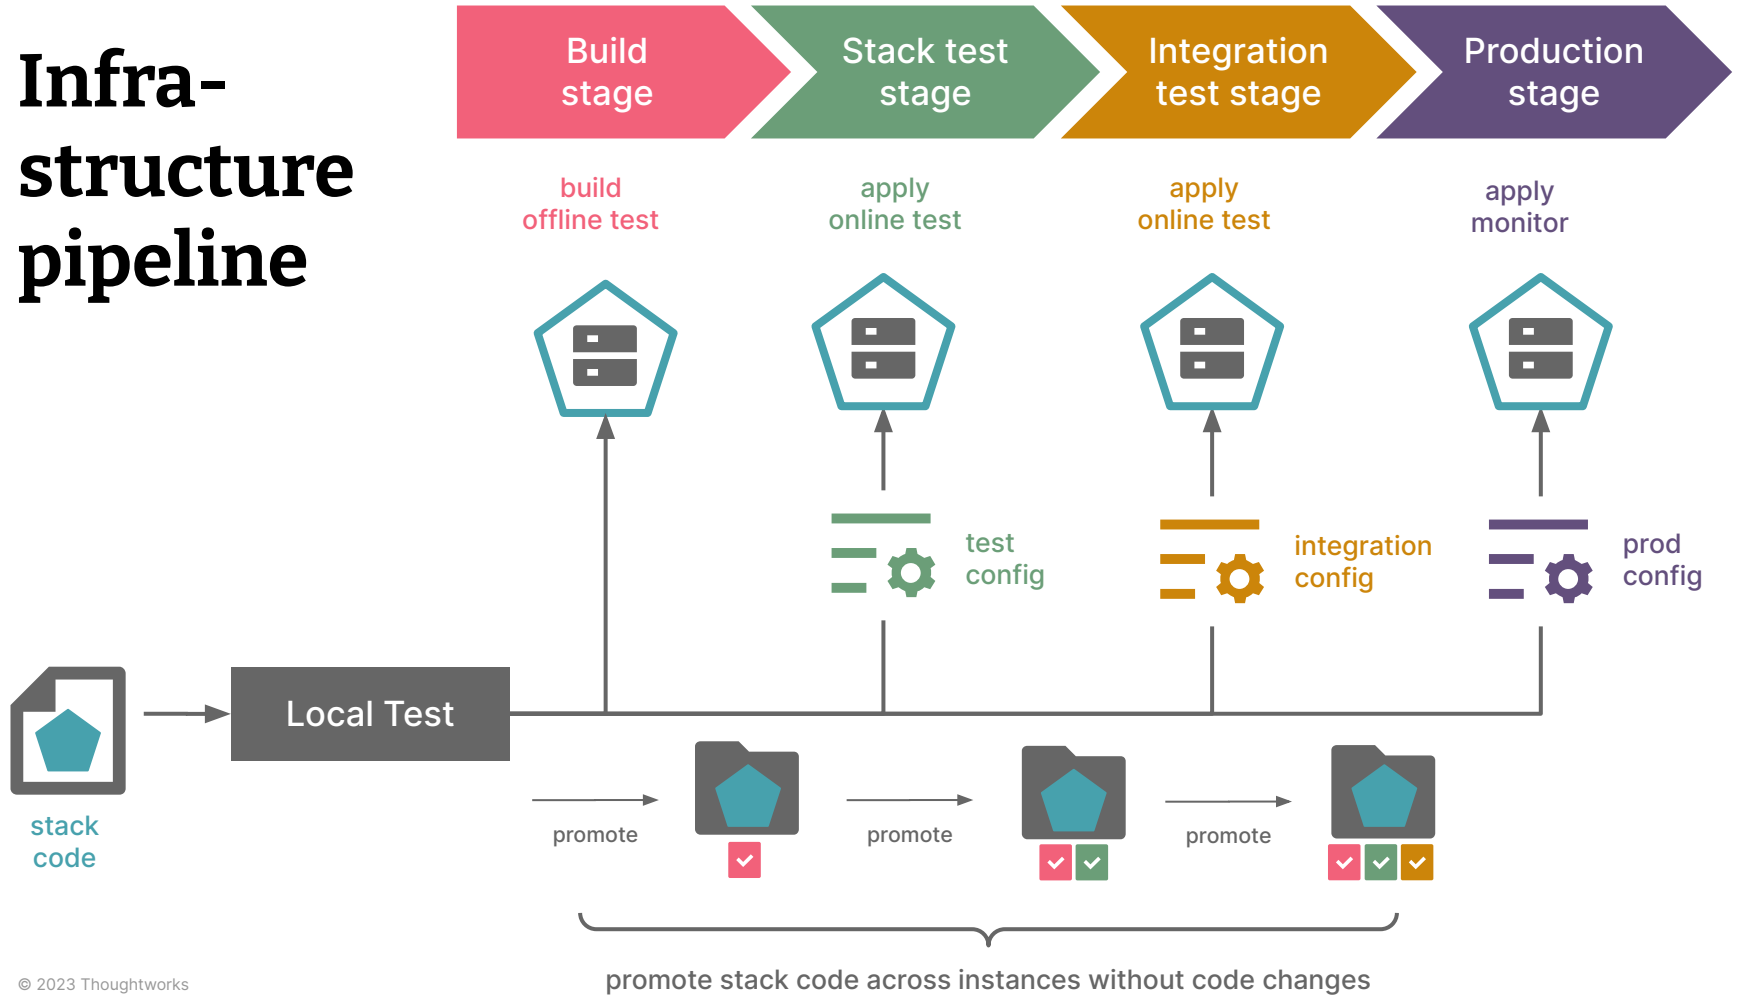 Infra-
structure
pipeline
Build
stage
Stack test
stage
Integration
test stage
Production
stage
build
offline test
apply
online test
apply
online test
apply
monitor
test
config
integration
config
prod
config
Local Test
stack
code
promote
promote
promote
promote stack code across instances without code changes
© 2023 Thoughtworks